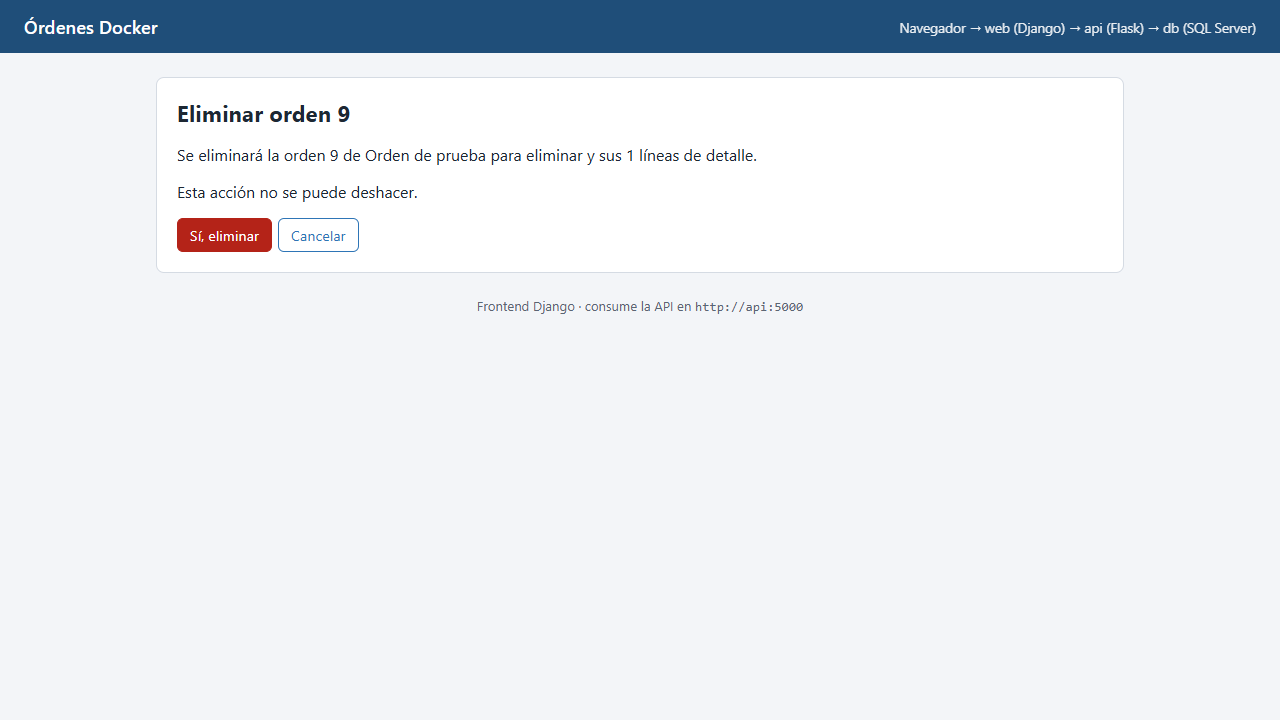 Órdenes Docker
Navegador → web (Django) → api (Flask) → db (SQL Server)
Eliminar orden 9
Se eliminará la orden 9 de Orden de prueba para eliminar y sus 1 líneas de detalle.
Esta acción no se puede deshacer.
Sí, eliminar
Cancelar
Frontend Django · consume la API en http://api:5000